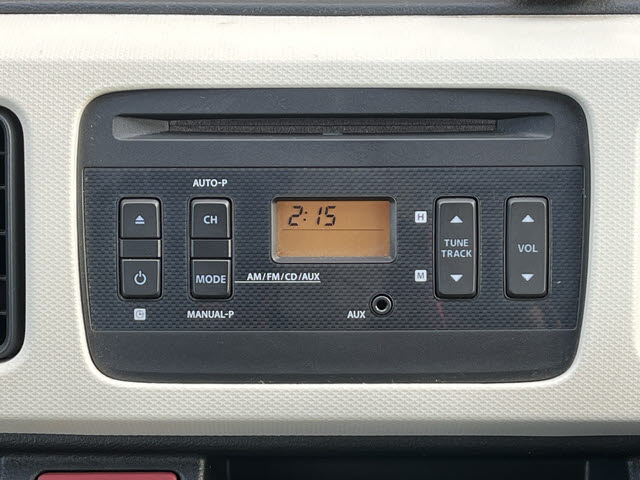 AUTO-P
CH
2:15
H
TUNE
TRACK
VOL
MODE
AM/FM/CD/AUX
M
MANUAL-P
AUX